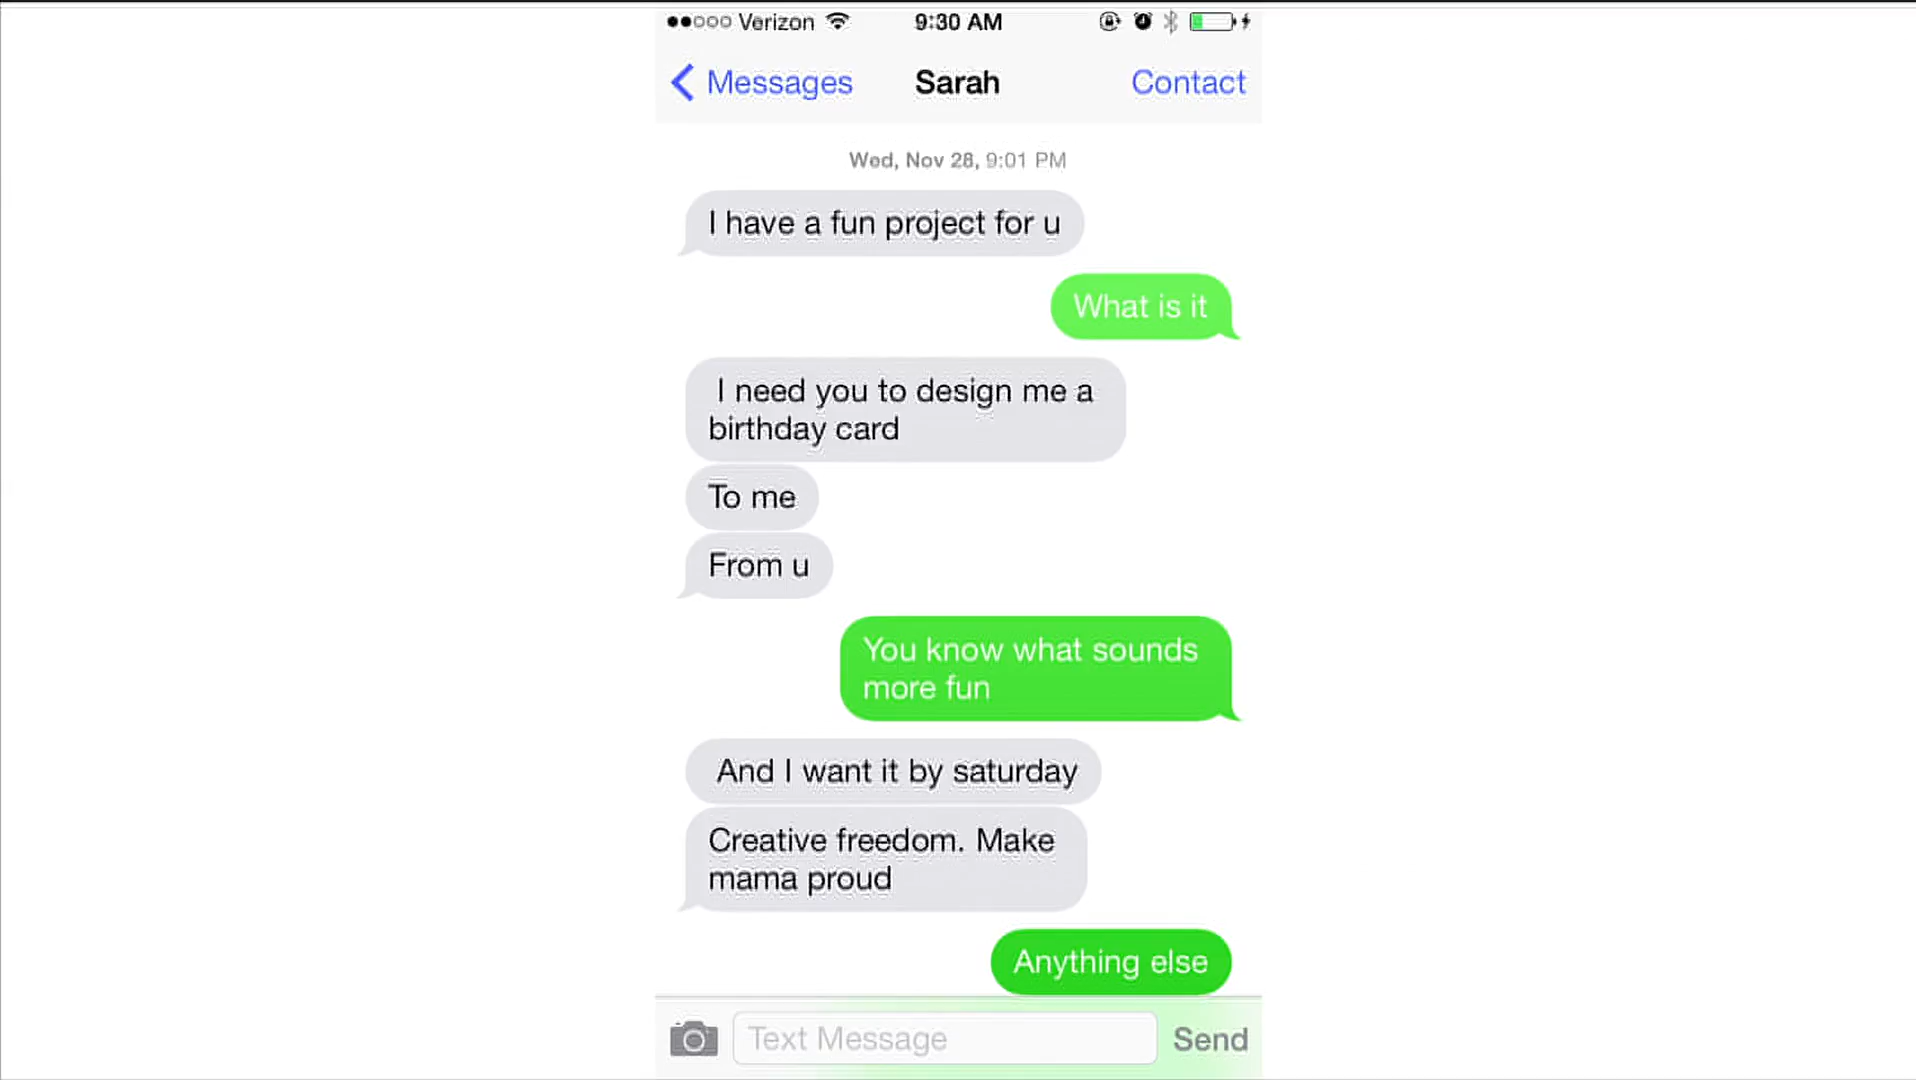 Verizon 9:30 AM
Messages Sarah Contact
Wed, Nov 28, 9:01 PM
I have a fun project for u
What is it
I need you to design me a
birthday card
To me
From u
You know what sounds
more fun
And I want it by saturday
Creative freedom. Make
mama proud
Anything else
Text Message Send